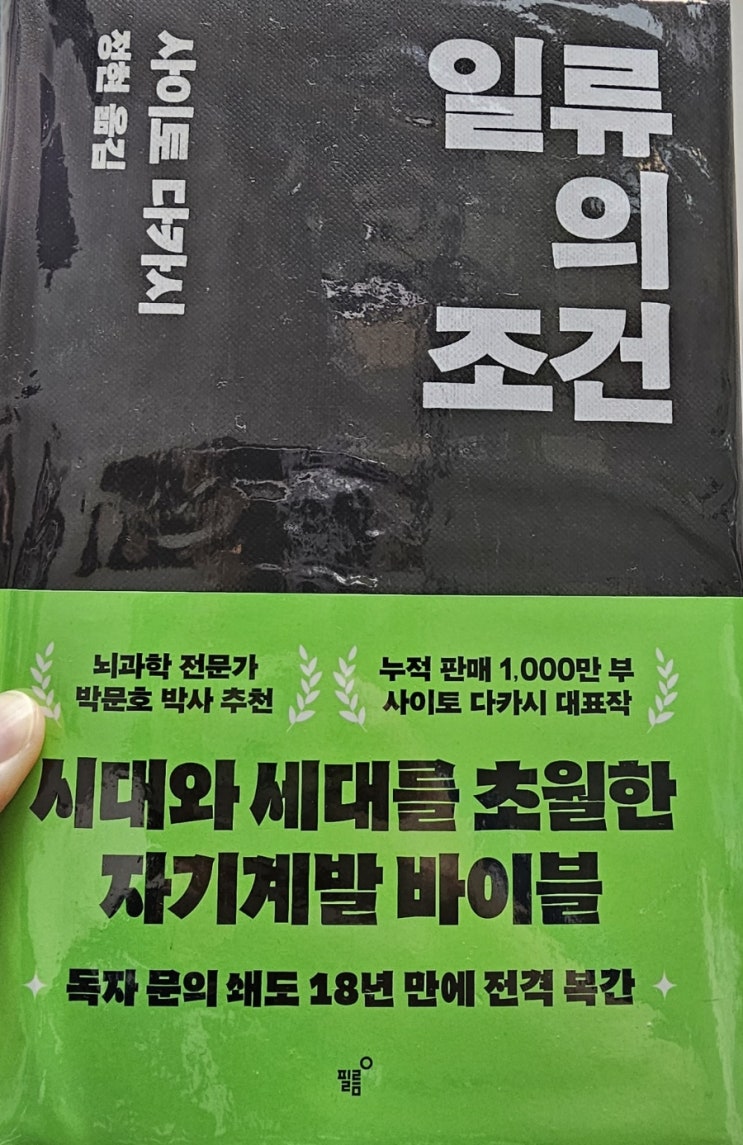 일류
의
조건
사이토 다카시
정현 옮김
뇌과학 전문가
박문호 박사 추천
누적 판매 1,000만 부
사이토 다카시 대표작
시대와 세대를 초월한
자기계발 바이블
독자 문의 쇄도 18년 만에 전격 복간
필름